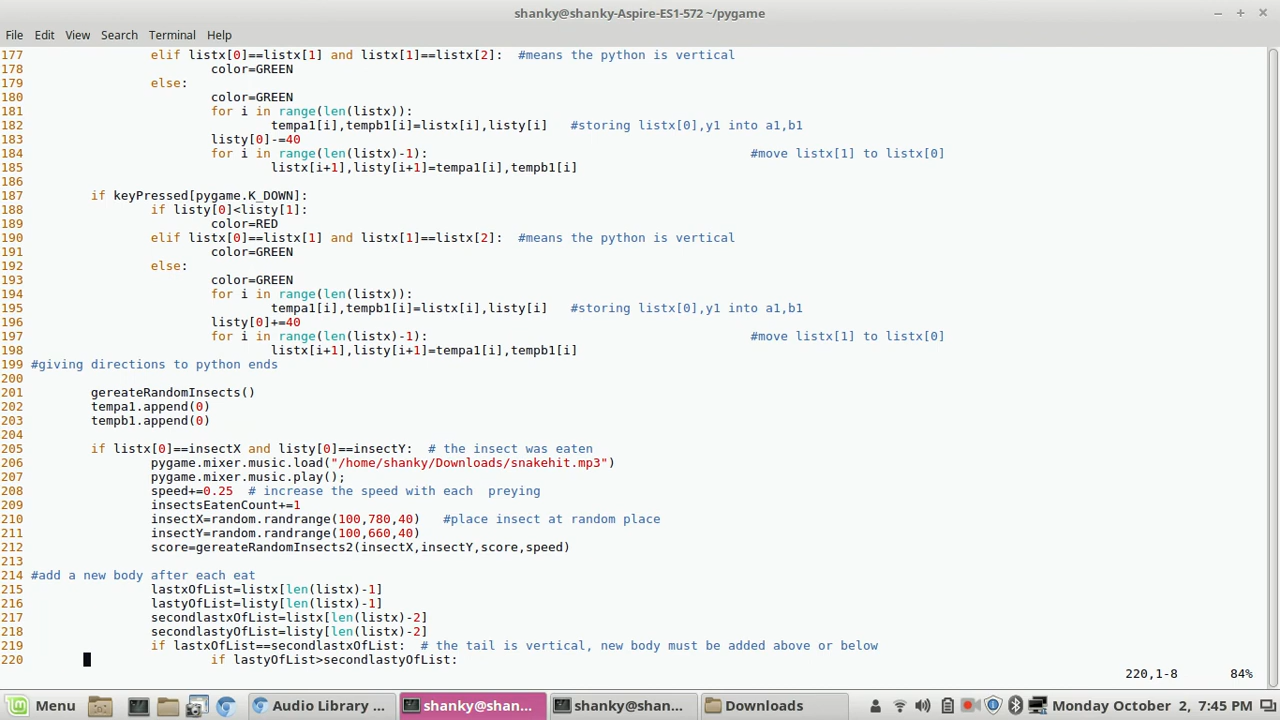 shanky@shanky-Aspire-ES1-572 ~/pygame
File Edit View Search Terminal Help
177 elif listx[0]==listx[1] and listx[1]==listx[2]: #means the python is vertical
178 color=GREEN
179 else:
180 color=GREEN
181 for i in range(len(listx)):
182 tempa1[i],tempb1[i]=listx[i],listy[i] #storing listx[0],y1 into a1,b1
183 listy[0]-=40
184 for i in range(len(listx)-1): #move listx[1] to listx[0]
185 listx[i+1],listy[i+1]=tempa1[i],tempb1[i]
186
187 if keyPressed[pygame.K_DOWN]:
188 if listy[0]<listy[1]:
189 color=RED
190 elif listx[0]==listx[1] and listx[1]==listx[2]: #means the python is vertical
191 color=GREEN
192 else:
193 color=GREEN
194 for i in range(len(listx)):
195 tempa1[i],tempb1[i]=listx[i],listy[i] #storing listx[0],y1 into a1,b1
196 listy[0]+=40
197 for i in range(len(listx)-1): #move listx[1] to listx[0]
198 listx[i+1],listy[i+1]=tempa1[i],tempb1[i]
199 #giving directions to python ends
200
201 gereateRandomInsects()
202 tempa1.append(0)
203 tempb1.append(0)
204
205 if listx[0]==insectX and listy[0]==insectY: # the insect was eaten
206 pygame.mixer.music.load("/home/shanky/Downloads/snakehit.mp3")
207 pygame.mixer.music.play();
208 speed+=0.25 # increase the speed with each preying
209 insectsEatenCount+=1
210 insectX=random.randrange(100,780,40) #place insect at random place
211 insectY=random.randrange(100,660,40)
212 score=gereateRandomInsects2(insectX,insectY,score,speed)
213
214 #add a new body after each eat
215 lastxOfList=listx[len(listx)-1]
216 lastyOfList=listy[len(listx)-1]
217 secondlastxOfList=listx[len(listx)-2]
218 secondlastyOfList=listy[len(listx)-2]
219 if lastxOfList==secondlastxOfList: # the tail is vertical, new body must be added above or below
220 if lastyOfList>secondlastyOfList:
220,1-8 84%
Menu Audio Library ... shanky@shan... shanky@shan... Downloads Monday October 2, 7:45 PM